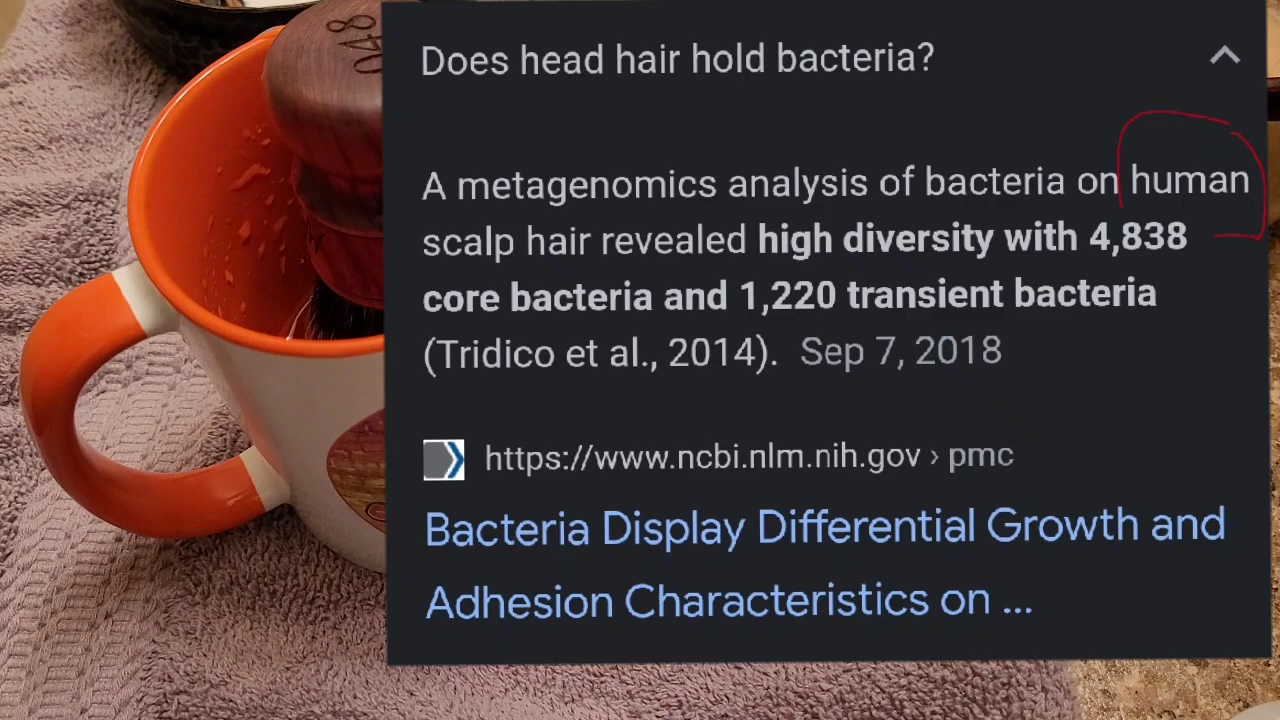 048
Does head hair hold bacteria?
A metagenomics analysis of bacteria on human
scalp hair revealed high diversity with 4,838
core bacteria and 1,220 transient bacteria
(Tridico et al., 2014). Sep 7, 2018
https://www.ncbi.nlm.nih.gov › pmc
Bacteria Display Differential Growth and
Adhesion Characteristics on ...